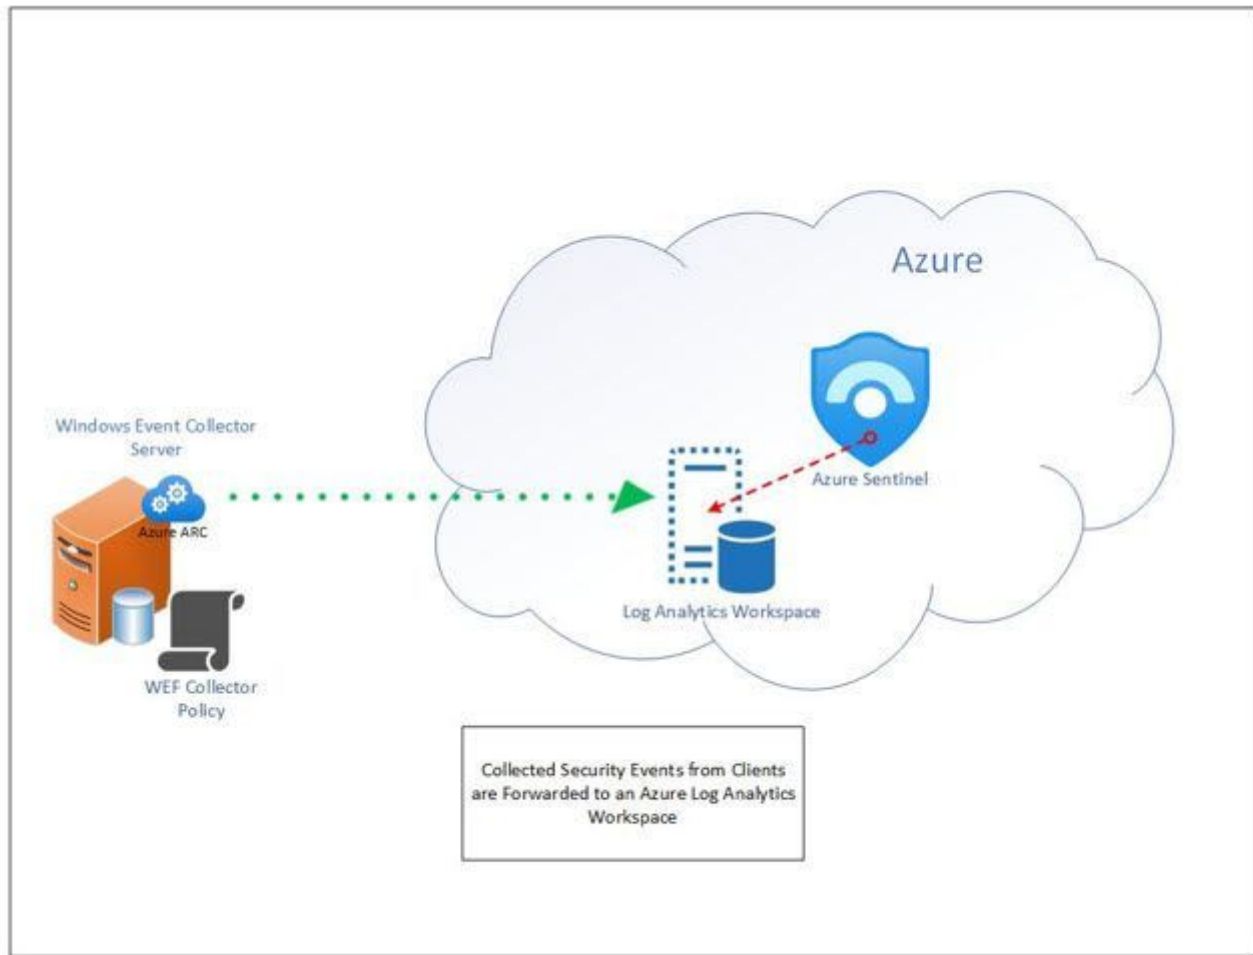 Azure
Windows Event Collector
Server
Azure ARC
Azure Sentinel
Log Analytics Workspace
WEF Collector
Policy
Collected Security Events from Clients
are Forwarded to an Azure Log Analytics
Workspace